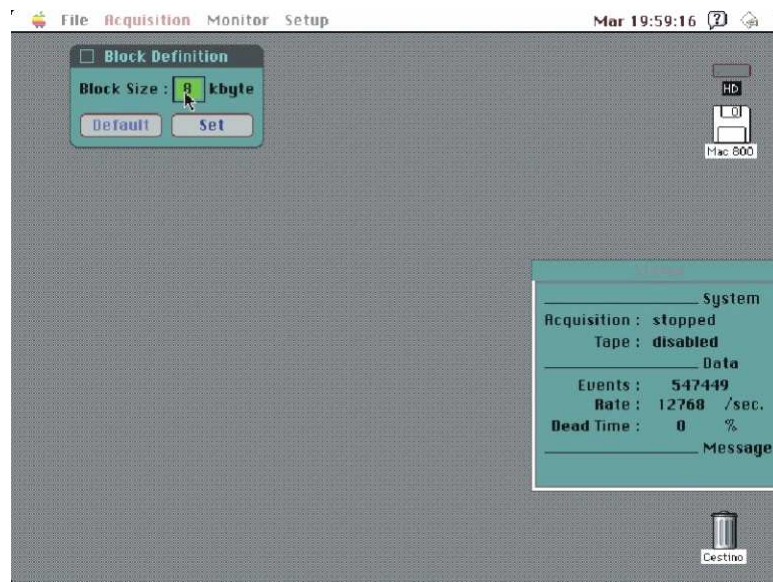 File Acquisition Monitor Setup Mar 19:59:16
Block Definition
Block Size : 8 kbyte
Default Set
HD
Mac 800
System
Acquisition : stopped
Tape : disabled
Data
Events : 547449
Rate : 12768 /sec.
Dead Time : 0 %
Message
Cestino